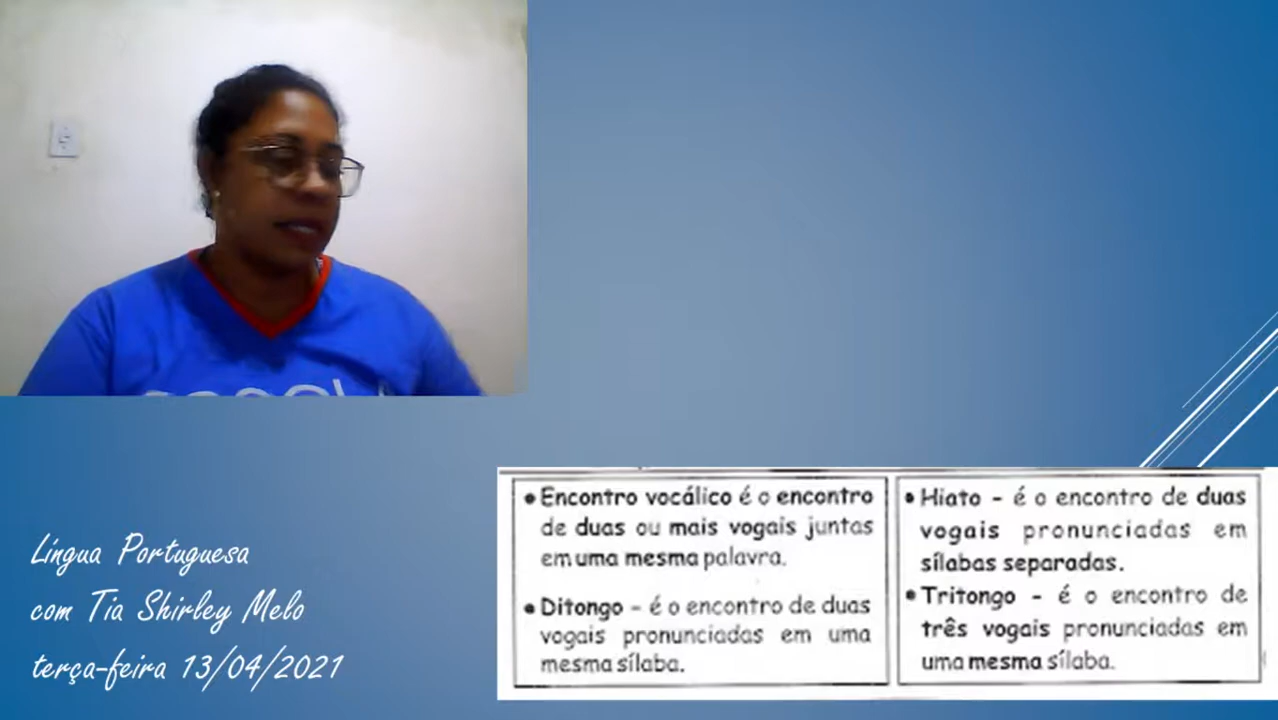 Língua Portuguesa
com Tia Shirley Melo
terça-feira 13/04/2021
• Encontro vocálico é o encontro
de duas ou mais vogais juntas
em uma mesma palavra.
• Ditongo - é o encontro de duas
vogais pronunciadas em uma
mesma sílaba.
• Hiato - é o encontro de duas
vogais pronunciadas em
sílabas separadas.
• Tritongo - é o encontro de
três vogais pronunciadas em
uma mesma sílaba.